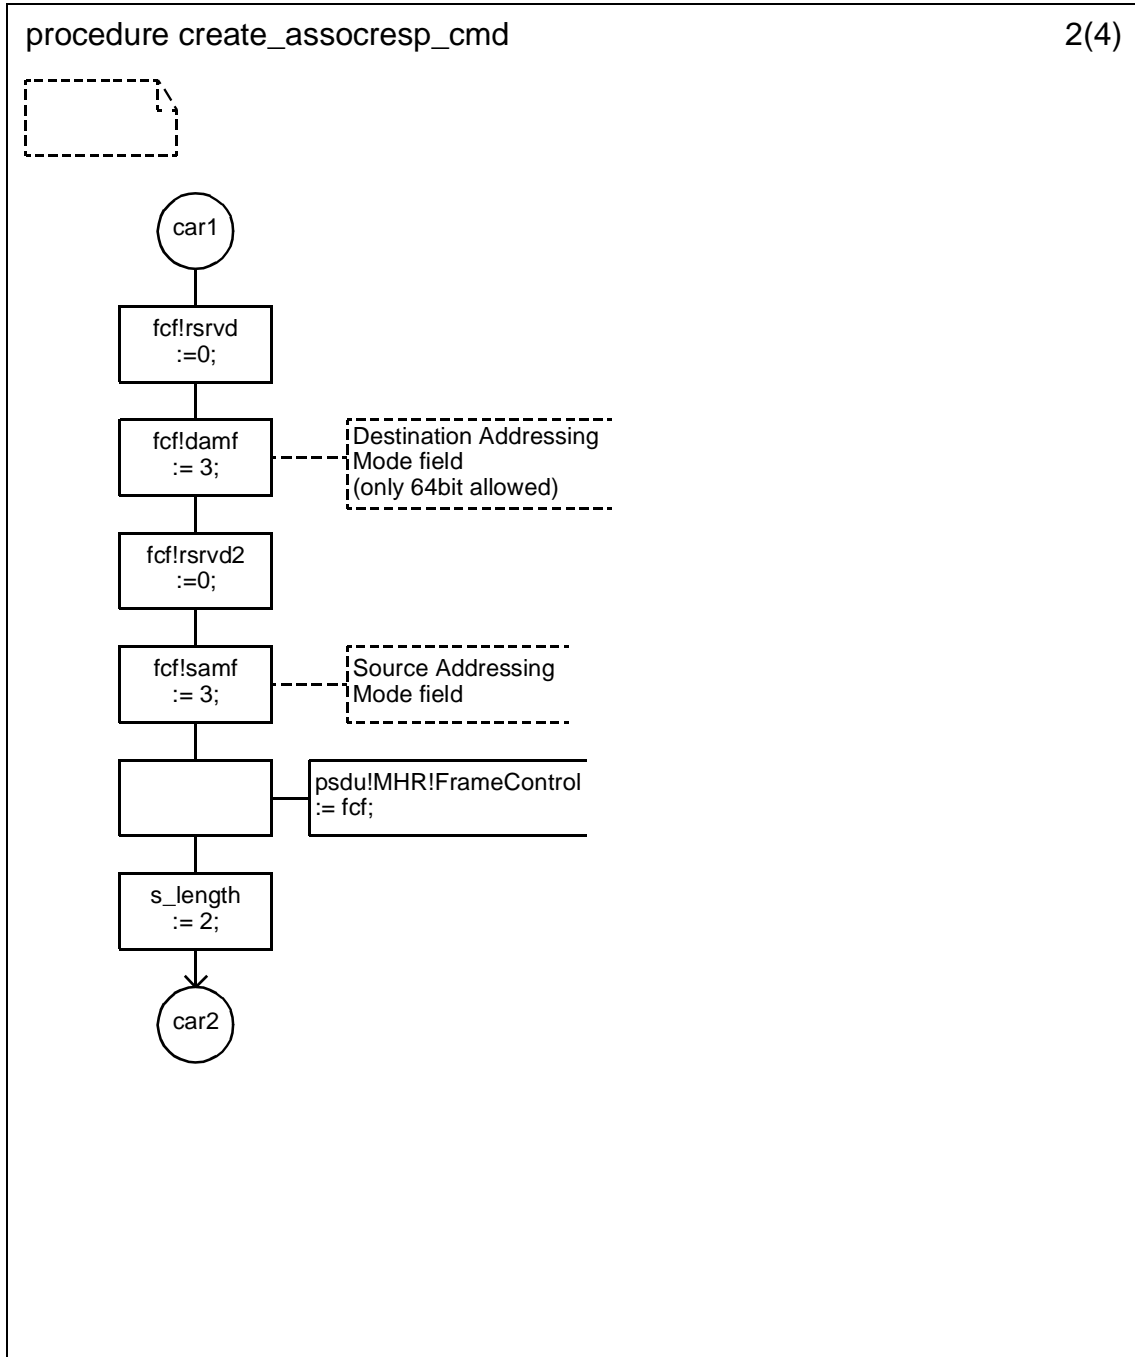 procedure create_assocresp_cmd
2(4)
car1
fcf!rsrvd
:=0;
fcf!damf
:= 3;
Destination Addressing
Mode field
(only 64bit allowed)
fcf!rsrvd2
:=0;
fcf!samf
:= 3;
Source Addressing
Mode field
psdu!MHR!FrameControl
:= fcf;
s_length
:= 2;
car2